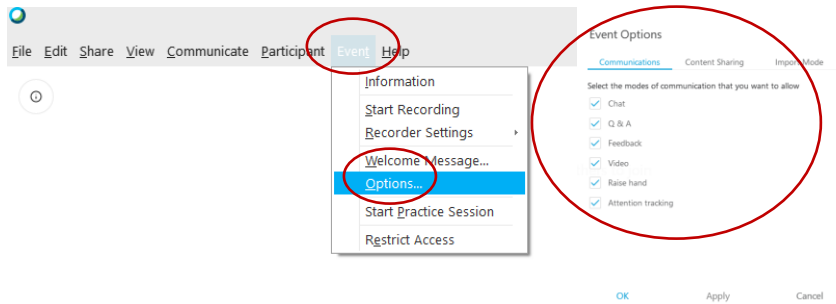 File Edit Share View Communicate Participant Event Help
Information
Start Recording
Recorder Settings
Welcome Message...
Options...
Start Practice Session
Restrict Access
Event Options
Communications Content Sharing Import Mode
Select the modes of communication that you want to allow
Chat
Q & A
Feedback
Video
Raise hand
Attention tracking
OK Apply Cancel